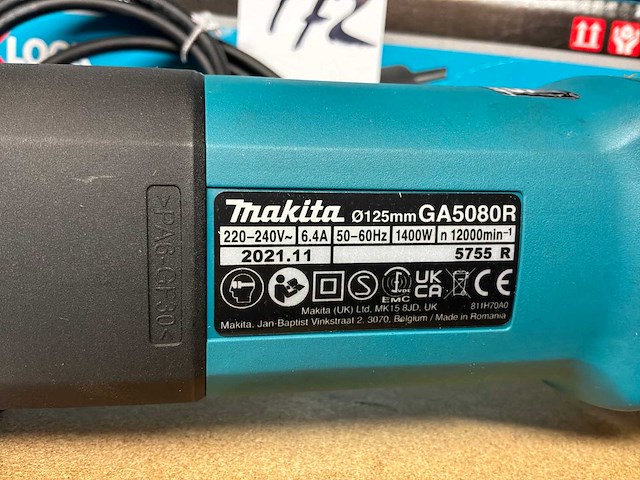 172
LOGI
>PA6-GF30<
makita Ø125mm GA5080R
220-240V~ 6.4A 50-60Hz 1400W n 12000min⁻¹
2021.11 5755 R
EMC UK CA CE
Makita (UK) Ltd, MK15 8JD, UK 811H70A0
Makita, Jan-Baptist Vinkstraat 2, 3070, Belgium / Made in Romania